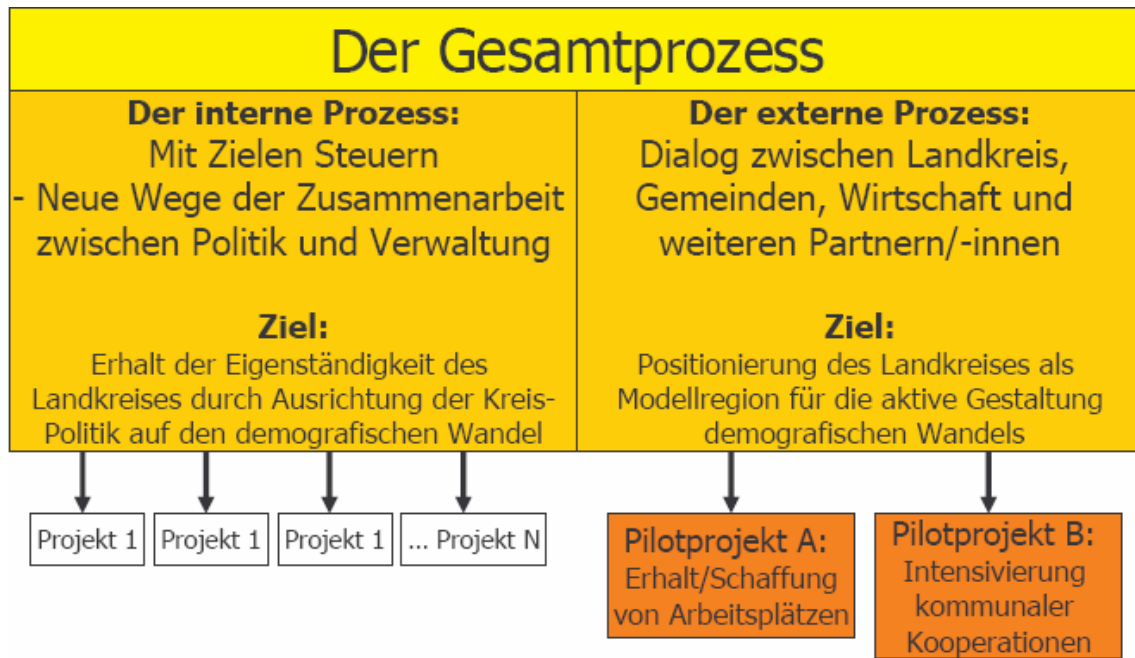 Der Gesamtprozess
Der interne Prozess:
Mit Zielen Steuern
- Neue Wege der Zusammenarbeit
zwischen Politik und Verwaltung
Ziel:
Erhalt der Eigenständigkeit des
Landkreises durch Ausrichtung der Kreis-
Politik auf den demografischen Wandel
Der externe Prozess:
Dialog zwischen Landkreis,
Gemeinden, Wirtschaft und
weiteren Partnern/-innen
Ziel:
Positionierung des Landkreises als
Modellregion für die aktive Gestaltung
demografischen Wandels
Projekt 1
Projekt 1
Projekt 1
... Projekt N
Pilotprojekt A:
Erhalt/Schaffung
von Arbeitsplätzen
Pilotprojekt B:
Intensivierung
kommunaler
Kooperationen